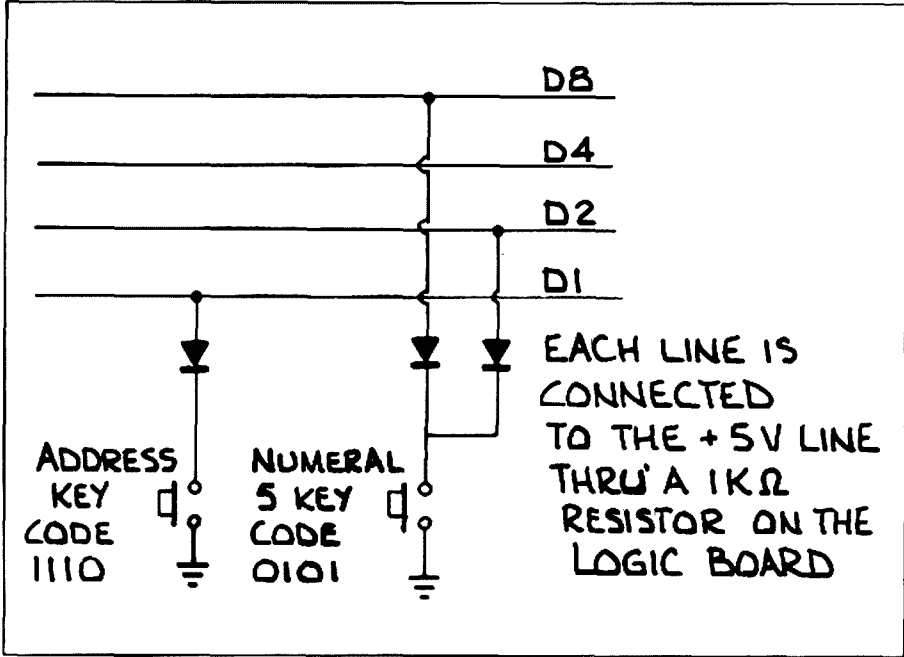 D8
D4
D2
D1
EACH LINE IS
CONNECTED
TO THE +5V LINE
THRU' A 1KΩ
RESISTOR ON THE
LOGIC BOARD
ADDRESS
KEY
CODE
1110
NUMERAL
5 KEY
CODE
0101